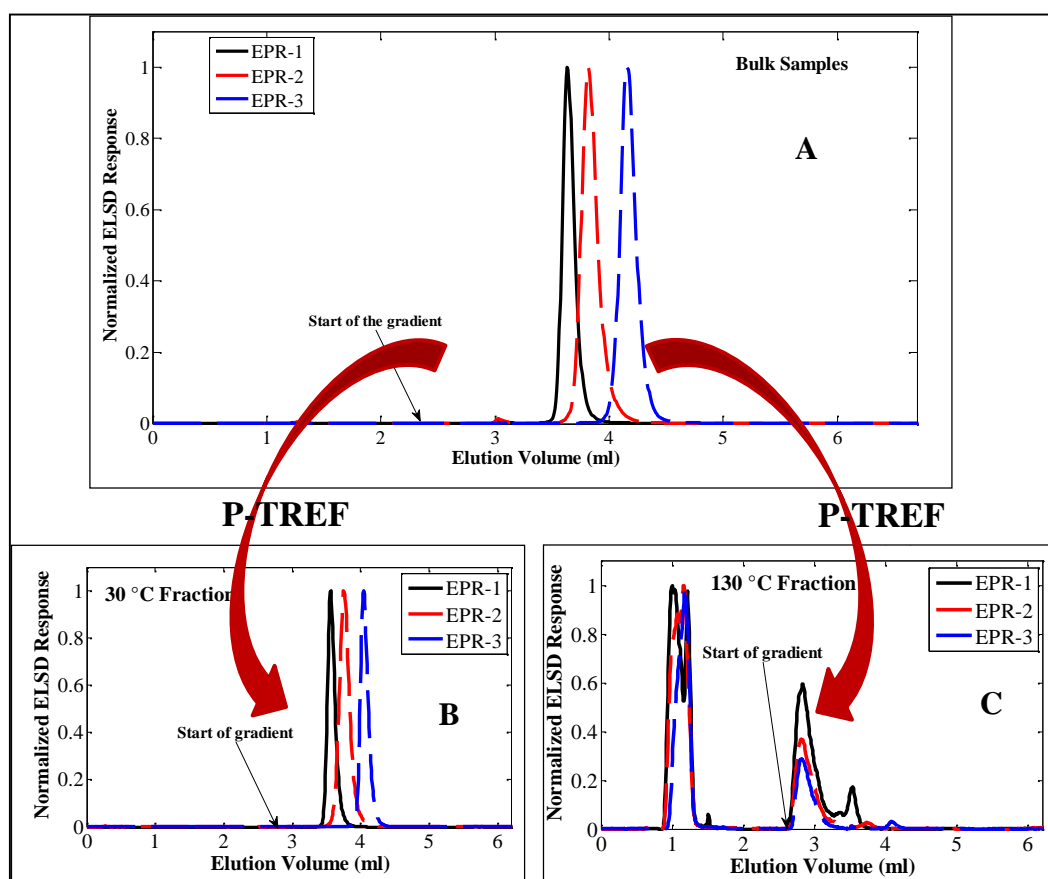 EPR-1
EPR-2
EPR-3
Bulk Samples
A
Normalized ELSD Response
1
0.8
0.6
0.4
0.2
0
Start of the gradient
0 1 2 3 4 5 6
Elution Volume (ml)
P-TREF
P-TREF
30 °C Fraction
EPR-1
EPR-2
EPR-3
B
Normalized ELSD Response
1
0.8
0.6
0.4
0.2
0
Start of gradient
0 1 2 3 4 5 6
Elution Volume (ml)
130 °C Fraction
EPR-1
EPR-2
EPR-3
C
Normalized ELSD Response
1
0.8
0.6
0.4
0.2
0
Start of gradient
0 1 2 3 4 5 6
Elution Volume (ml)